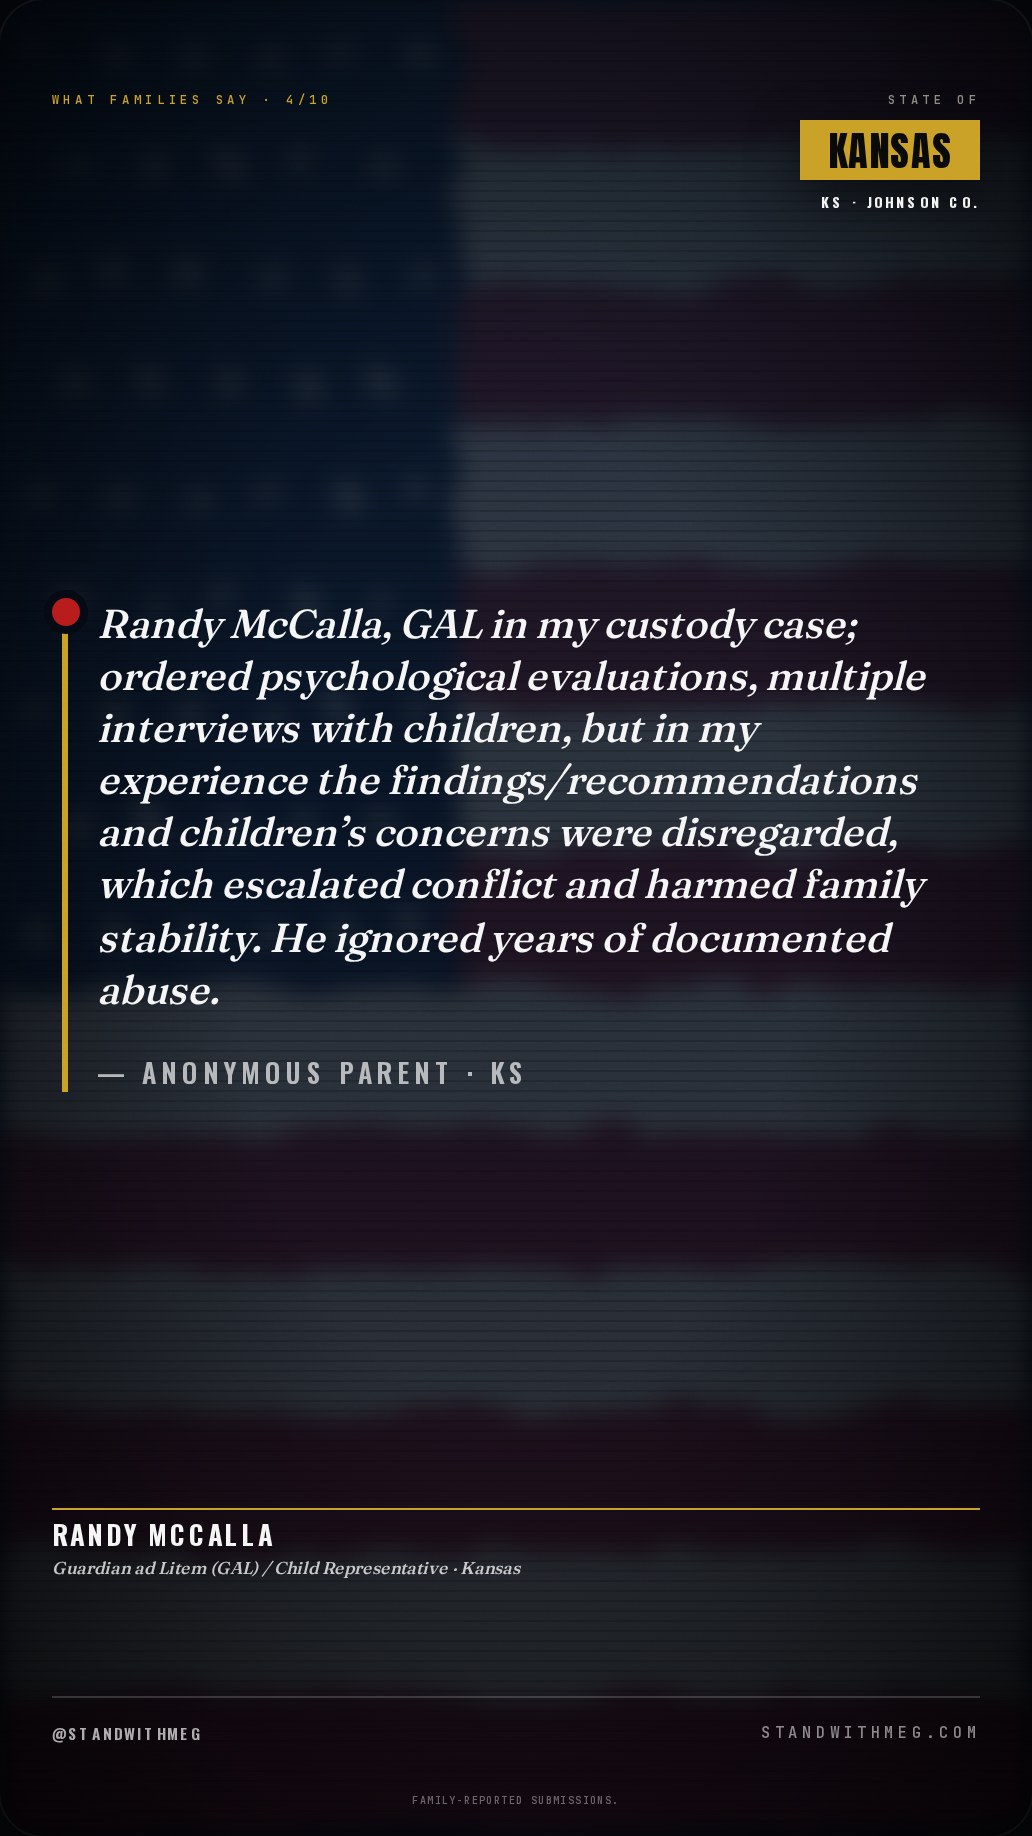 WHAT FAMILIES SAY · 4/10
STATE OF
KANSAS
KS · JOHNSON CO.
Randy McCalla, GAL in my custody case;
ordered psychological evaluations, multiple
interviews with children, but in my
experience the findings/recommendations
and children’s concerns were disregarded,
which escalated conflict and harmed family
stability. He ignored years of documented
abuse.
— ANONYMOUS PARENT · KS
RANDY MCCALLA
Guardian ad Litem (GAL) / Child Representative · Kansas
@STANDWITHMEG
STANDWITHMEG.COM
FAMILY-REPORTED SUBMISSIONS.